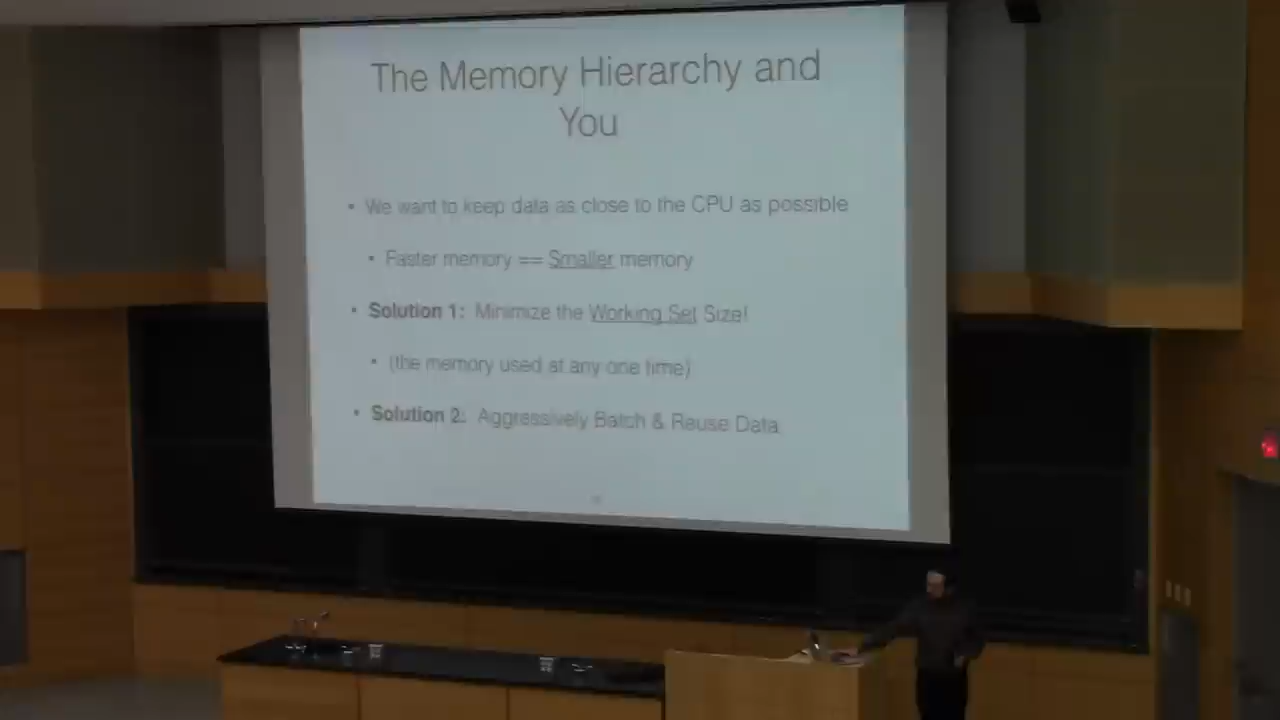 The Memory Hierarchy and
You
• We want to keep data as close to the CPU as possible
• Faster memory == Smaller memory
• Solution 1: Minimize the Working Set Size!
• (the memory used at any one time)
• Solution 2: Aggressively Batch & Reuse Data